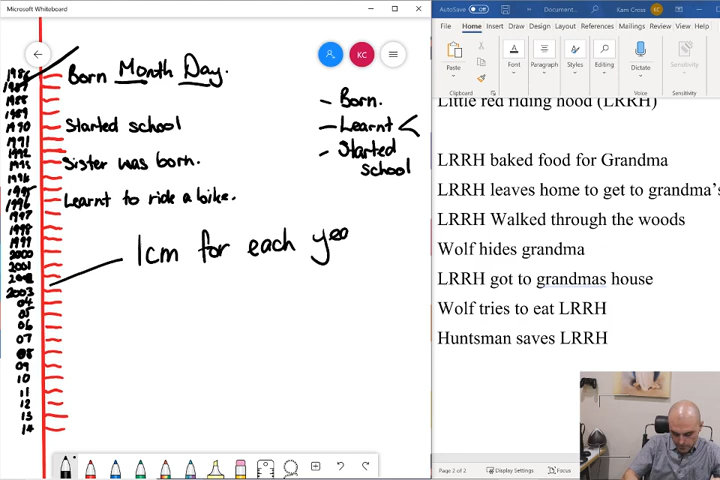 Microsoft Whiteboard
KC
1986
1987
1988
1989
1990
1991
1992
1993
1994
1995
1996
1997
1998
1999
2000
2001
2002
2003
04
05
06
07
08
09
10
11
12
13
14
Born Month Day.
Started school
Sister was born.
Learnt to ride a bike.
1cm for each yea
- Born.
- Learnt <
- Started
school
AutoSave Off
Document...
Kam Cross
KC
File Home Insert Draw Design Layout References Mailings Review View
Paste
Font
Paragraph
Styles
Editing
Dictate
Sensitivity
Clipboard
Voice
Sensitivity
Little red riding hood (LRRH)
LRRH baked food for Grandma
LRRH leaves home to get to grandma's
LRRH Walked through the woods
Wolf hides grandma
LRRH got to grandmas house
Wolf tries to eat LRRH
Huntsman saves LRRH
Page 2 of 2
Display Settings
Focus